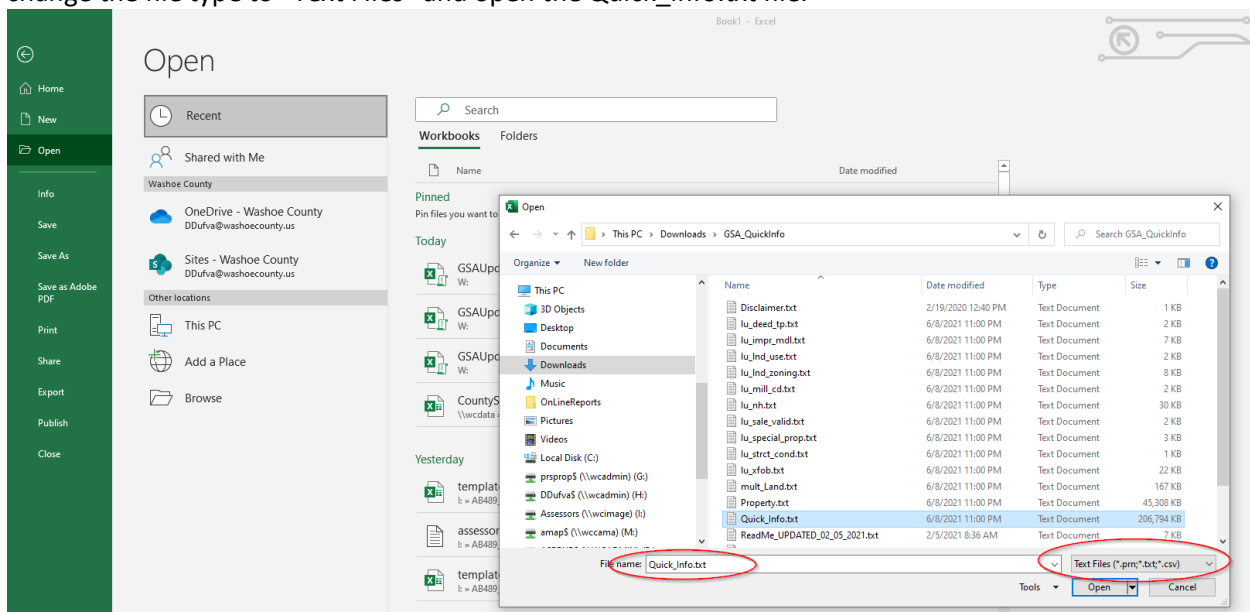 change the file type to "Text Files" and open the Quick_Info.txt file.
Book1 - Excel
Open
Home
New
Open
Info
Save
Save As
Save as Adobe
PDF
Print
Share
Export
Publish
Close
Recent
Shared with Me
Washoe County
OneDrive - Washoe County
DDufva@washoecounty.us
Sites - Washoe County
DDufva@washoecounty.us
Other locations
This PC
Add a Place
Browse
Search
Workbooks Folders
Name Date modified
Pinned
Pin files you want to
Today
GSAUpd
W:
GSAUpd
W:
GSAUpd
W:
CountyS
\\wcdata »
Yesterday
templat
I: » AB489_
assessor
I: » AB489_
templat
I: » AB489_
Open
This PC > Downloads > GSA_QuickInfo
Search GSA_QuickInfo
Organize New folder
This PC
3D Objects
Desktop
Documents
Downloads
Music
OnLineReports
Pictures
Videos
Local Disk (C:)
prsprop$ (\\wcadmin) (G:)
DDufva$ (\\wcadmin) (H:)
Assessors (\\wcimage) (I:)
amap$ (\\wccama) (M:)
Name Date modified Type Size
Disclaimer.txt 2/19/2020 12:40 PM Text Document 1 KB
lu_deed_tp.txt 6/8/2021 11:00 PM Text Document 2 KB
lu_impr_mdl.txt 6/8/2021 11:00 PM Text Document 7 KB
lu_lnd_use.txt 6/8/2021 11:00 PM Text Document 2 KB
lu_lnd_zoning.txt 6/8/2021 11:00 PM Text Document 8 KB
lu_mill_cd.txt 6/8/2021 11:00 PM Text Document 2 KB
lu_nh.txt 6/8/2021 11:00 PM Text Document 30 KB
lu_sale_valid.txt 6/8/2021 11:00 PM Text Document 2 KB
lu_special_prop.txt 6/8/2021 11:00 PM Text Document 3 KB
lu_strct_cond.txt 6/8/2021 11:00 PM Text Document 1 KB
lu_xfob.txt 6/8/2021 11:00 PM Text Document 22 KB
mult_Land.txt 6/8/2021 11:00 PM Text Document 167 KB
Property.txt 6/8/2021 11:00 PM Text Document 45,308 KB
Quick_Info.txt 6/8/2021 11:00 PM Text Document 206,794 KB
ReadMe_UPDATED_02_05_2021.txt 2/5/2021 8:36 AM Text Document 7 KB
File name: Quick_Info.txt Text Files (*.prn;*.txt;*.csv)
Tools Open Cancel